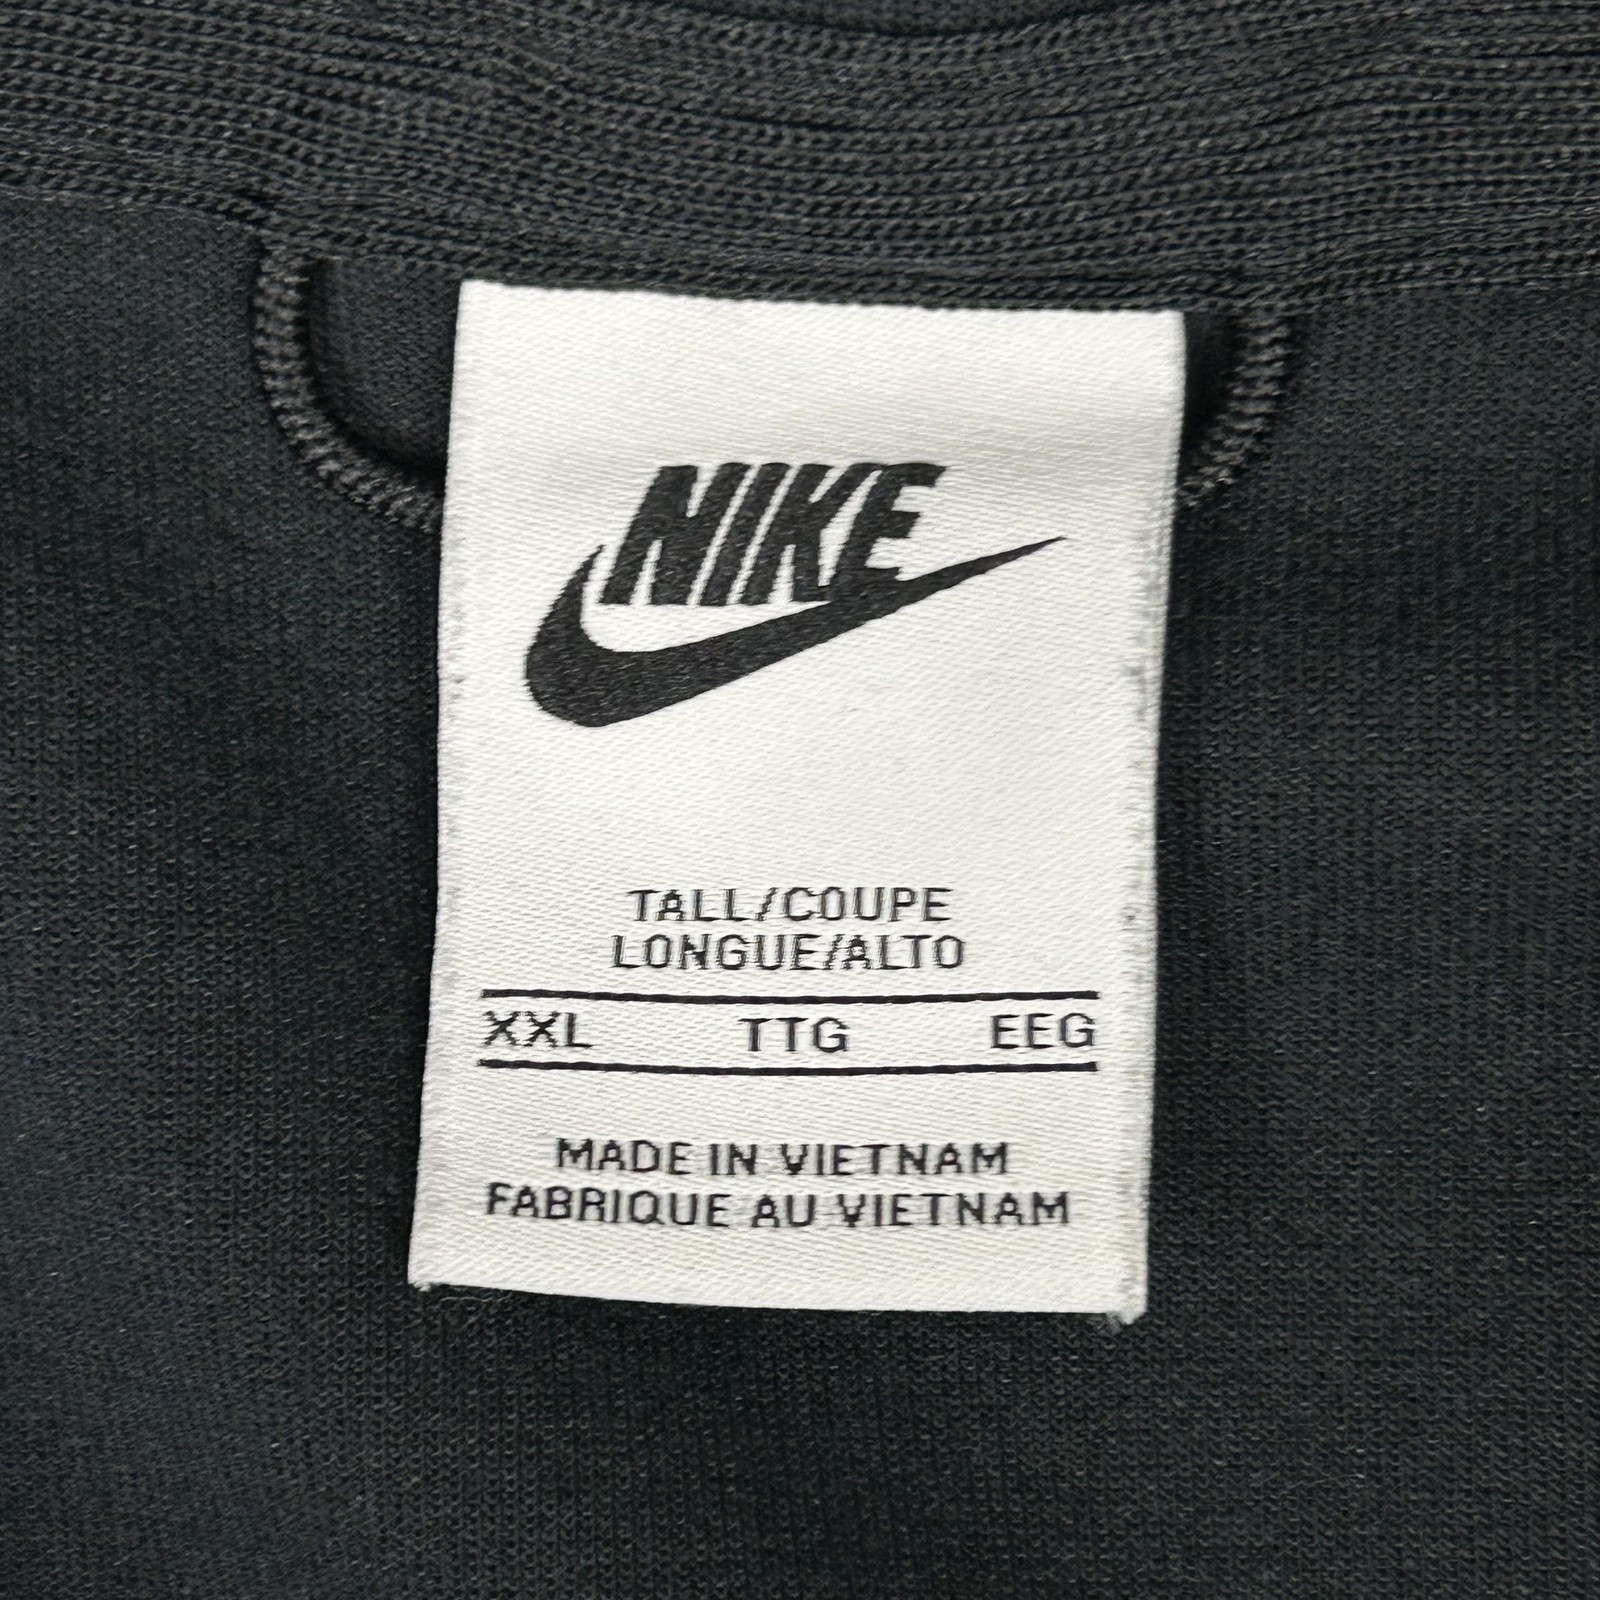 NIKE
TALL/COUPE
LONGUE/ALTO
XXL TTG EEG
MADE IN VIETNAM
FABRIQUE AU VIETNAM